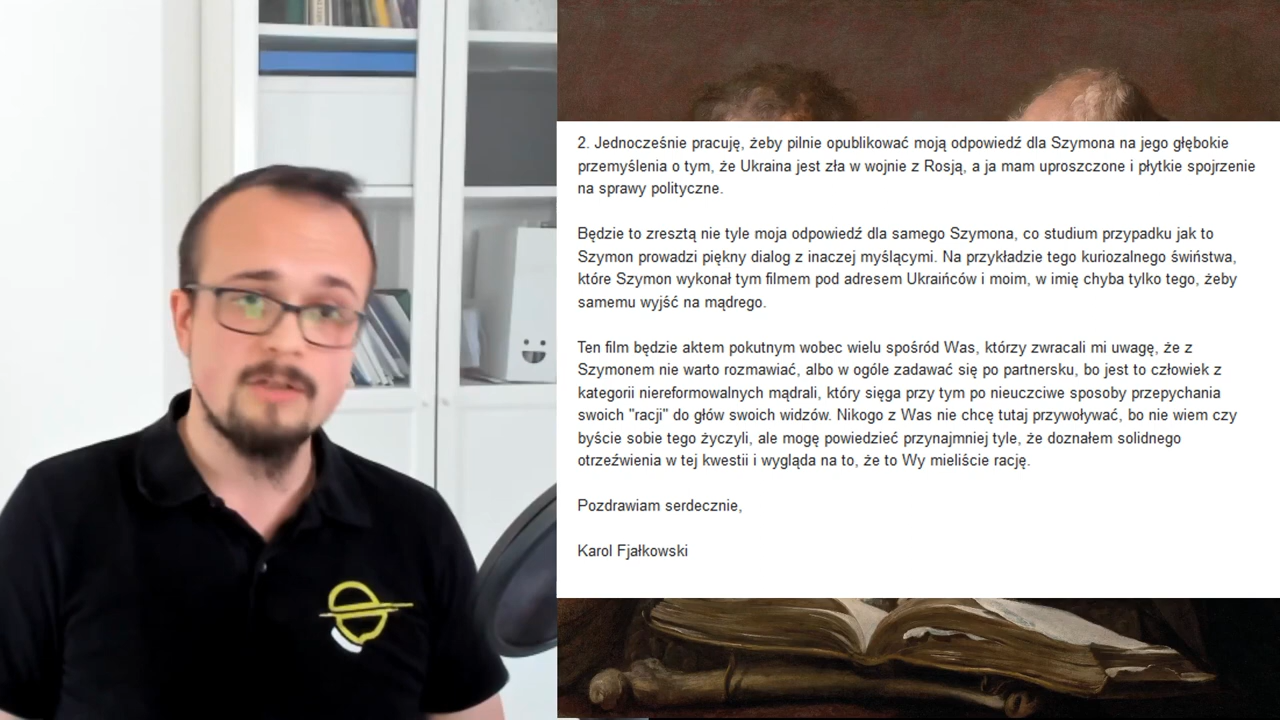 2. Jednocześnie pracuję, żeby pilnie opublikować moją odpowiedź dla Szymona na jego głębokie
przemyślenia o tym, że Ukraina jest zła w wojnie z Rosją, a ja mam uproszczone i płytkie spojrzenie
na sprawy polityczne.
Będzie to zresztą nie tyle moja odpowiedź dla samego Szymona, co studium przypadku jak to
Szymon prowadzi piękny dialog z inaczej myślącymi. Na przykładzie tego kuriozalnego świństwa,
które Szymon wykonał tym filmem pod adresem Ukraińców i moim, w imię chyba tylko tego, żeby
samemu wyjść na mądrego.
Ten film będzie aktem pokutnym wobec wielu spośród Was, którzy zwracali mi uwagę, że z
Szymonem nie warto rozmawiać, albo w ogóle zadawać się po partnersku, bo jest to człowiek z
kategorii niereformowalnych mądrali, który sięga przy tym po nieuczciwe sposoby przepychania
swoich "racji" do głów swoich widzów. Nikogo z Was nie chcę tutaj przywoływać, bo nie wiem czy
byście sobie tego życzyli, ale mogę powiedzieć przynajmniej tyle, że doznałem solidnego
otrzeźwienia w tej kwestii i wygląda na to, że to Wy mieliście rację.
Pozdrawiam serdecznie,
Karol Fjałkowski